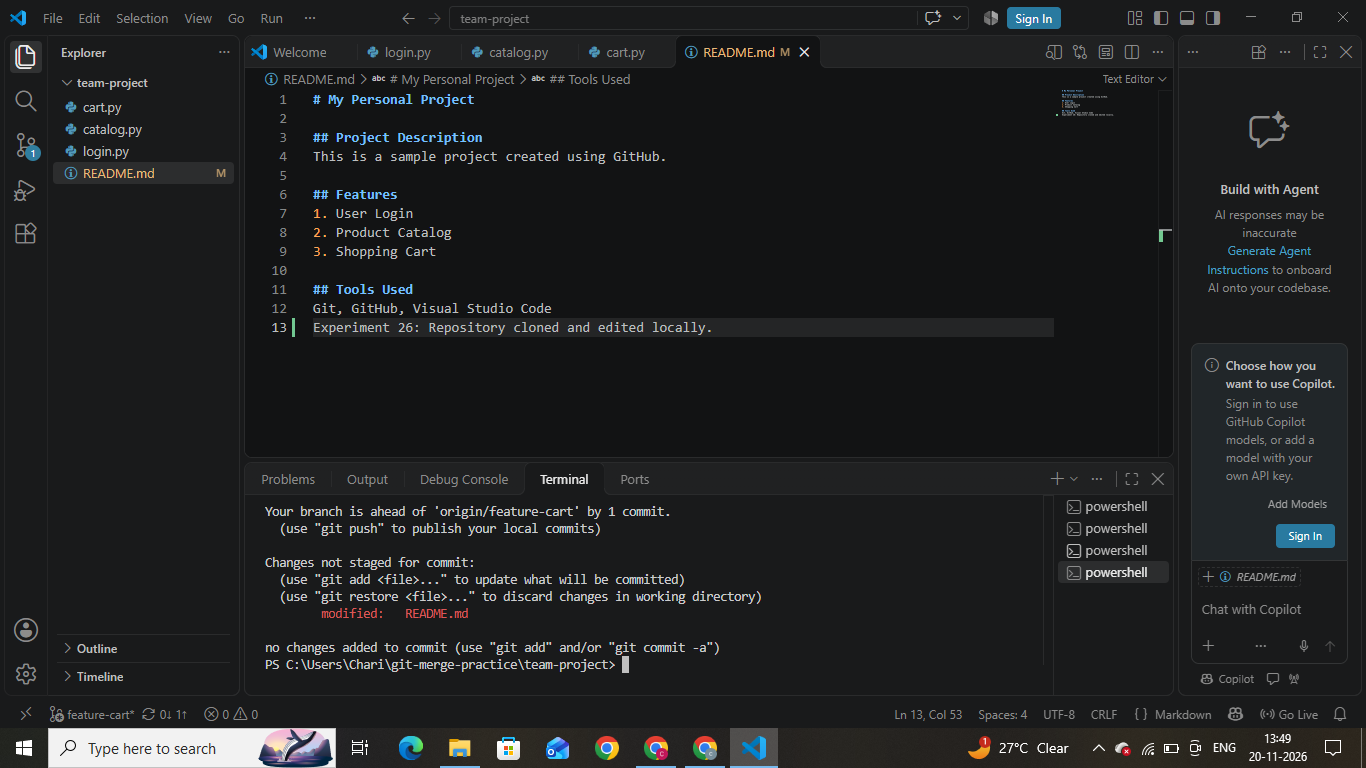 File Edit Selection View Go Run ··· team-project Sign In
Explorer ···
team-project
cart.py
catalog.py
login.py
README.md M
Outline
Timeline
1
Welcome login.py catalog.py cart.py README.md M
README.md > # My Personal Project > ## Tools Used Text Editor
1 # My Personal Project
2
3 ## Project Description
4 This is a sample project created using GitHub.
5
6 ## Features
7 1. User Login
8 2. Product Catalog
9 3. Shopping Cart
10
11 ## Tools Used
12 Git, GitHub, Visual Studio Code
13 Experiment 26: Repository cloned and edited locally.
Problems Output Debug Console Terminal Ports
Your branch is ahead of 'origin/feature-cart' by 1 commit.
(use "git push" to publish your local commits)
Changes not staged for commit:
(use "git add <file>..." to update what will be committed)
(use "git restore <file>..." to discard changes in working directory)
modified: README.md
no changes added to commit (use "git add" and/or "git commit -a")
PS C:\Users\Chari\git-merge-practice\team-project>
powershell
powershell
powershell
powershell
Build with Agent
AI responses may be
inaccurate
Generate Agent
Instructions to onboard
AI onto your codebase.
Choose how you
want to use Copilot.
Sign in to use
GitHub Copilot
models, or add a
model with your
own API key.
Add Models
Sign In
README.md
Chat with Copilot
Copilot
feature-cart* 0↓ 1↑ 0 0 Ln 13, Col 53 Spaces: 4 UTF-8 CRLF {} Markdown Go Live
Type here to search 27°C Clear ENG 13:49
20-11-2026